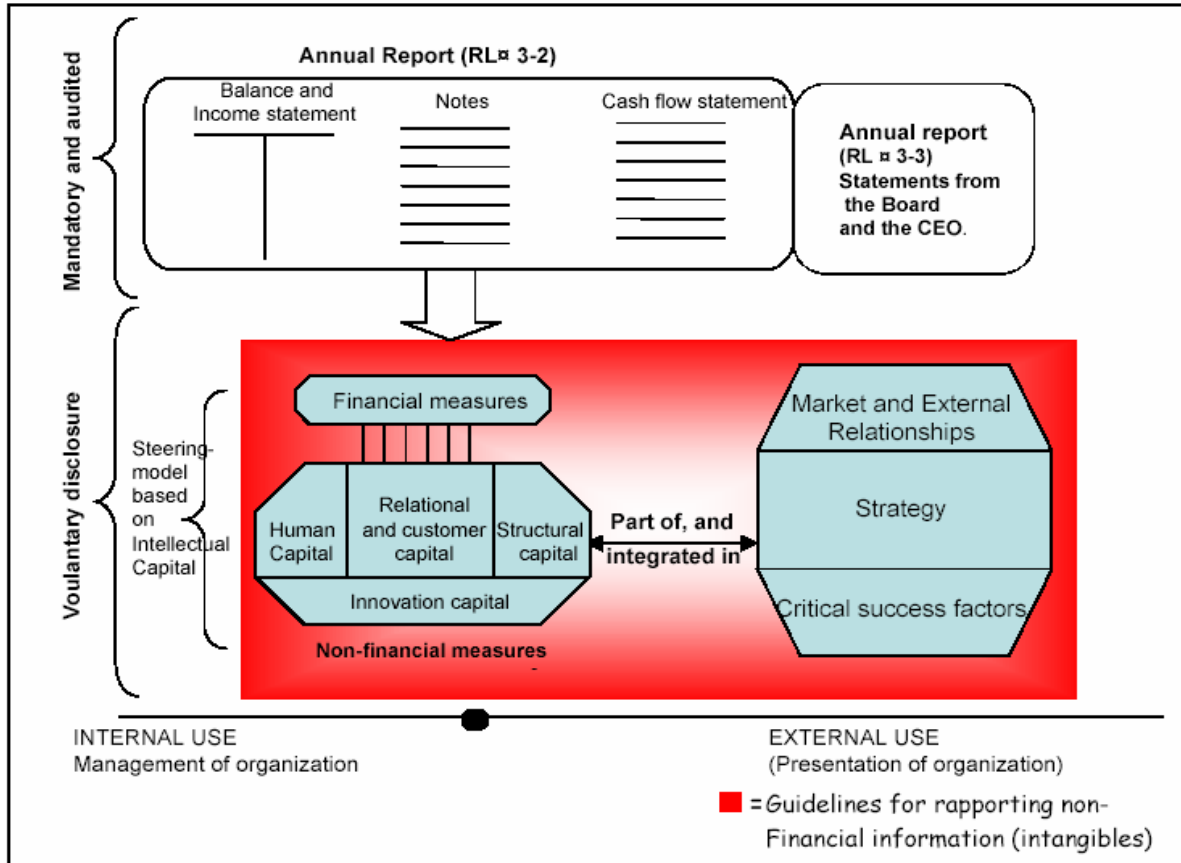 Mandatory and audited
Annual Report (RL¤ 3-2)
Balance and
Income statement
Notes
Cash flow statement
Annual report
(RL ¤ 3-3)
Statements from
the Board
and the CEO.
Voulantary disclosure
Steering-
model
based
on
Intellectual
Capital
Financial measures
Human
Capital
Relational
and customer
capital
Structural
capital
Innovation capital
Non-financial measures
Part of, and
integrated in
Market and External
Relationships
Strategy
Critical success factors
INTERNAL USE
Management of organization
EXTERNAL USE
(Presentation of organization)
= Guidelines for rapporting non-
Financial information (intangibles)